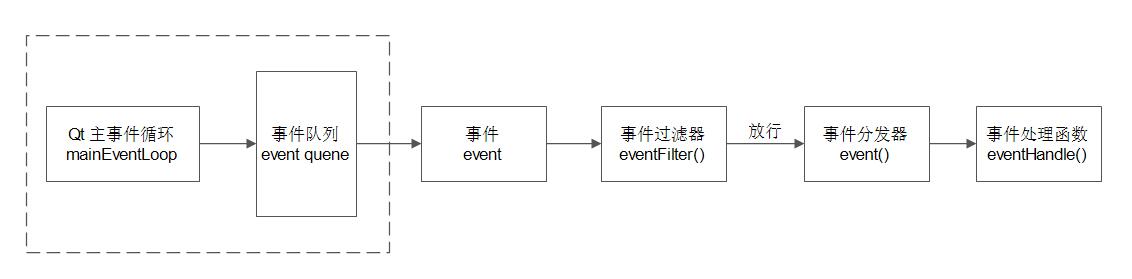 Qt 主事件循环
mainEventLoop
事件队列
event quene
事件
event
事件过滤器
eventFilter()
放行
事件分发器
event()
事件处理函数
eventHandle()